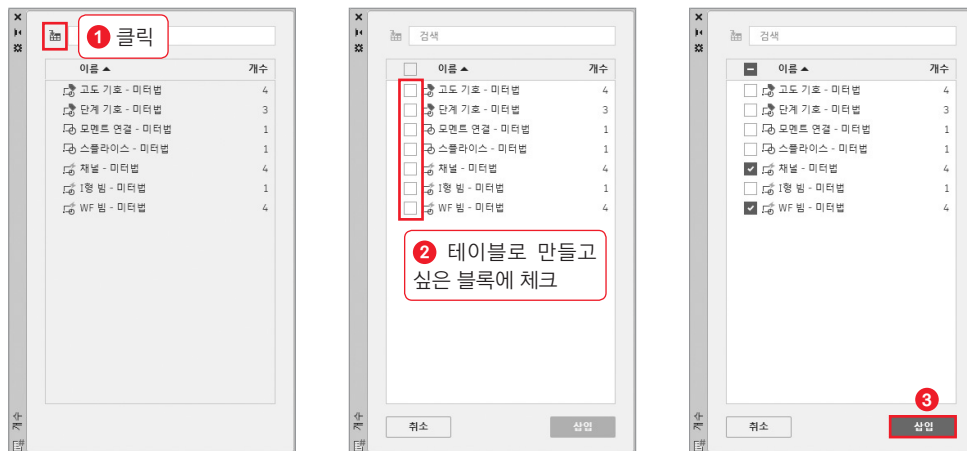 1 클릭
이름 ▲ 개수
고도 기호 - 미터법 4
단계 기호 - 미터법 3
모멘트 연결 - 미터법 1
스플라이스 - 미터법 1
채널 - 미터법 4
I형 빔 - 미터법 1
WF 빔 - 미터법 4
개수
검색
이름 ▲ 개수
고도 기호 - 미터법 4
단계 기호 - 미터법 3
모멘트 연결 - 미터법 1
스플라이스 - 미터법 1
채널 - 미터법 4
I형 빔 - 미터법 1
WF 빔 - 미터법 4
2 테이블로 만들고
싶은 블록에 체크
취소 삽입
개수
검색
이름 ▲ 개수
고도 기호 - 미터법 4
단계 기호 - 미터법 3
모멘트 연결 - 미터법 1
스플라이스 - 미터법 1
채널 - 미터법 4
I형 빔 - 미터법 1
WF 빔 - 미터법 4
3
취소 삽입
개수